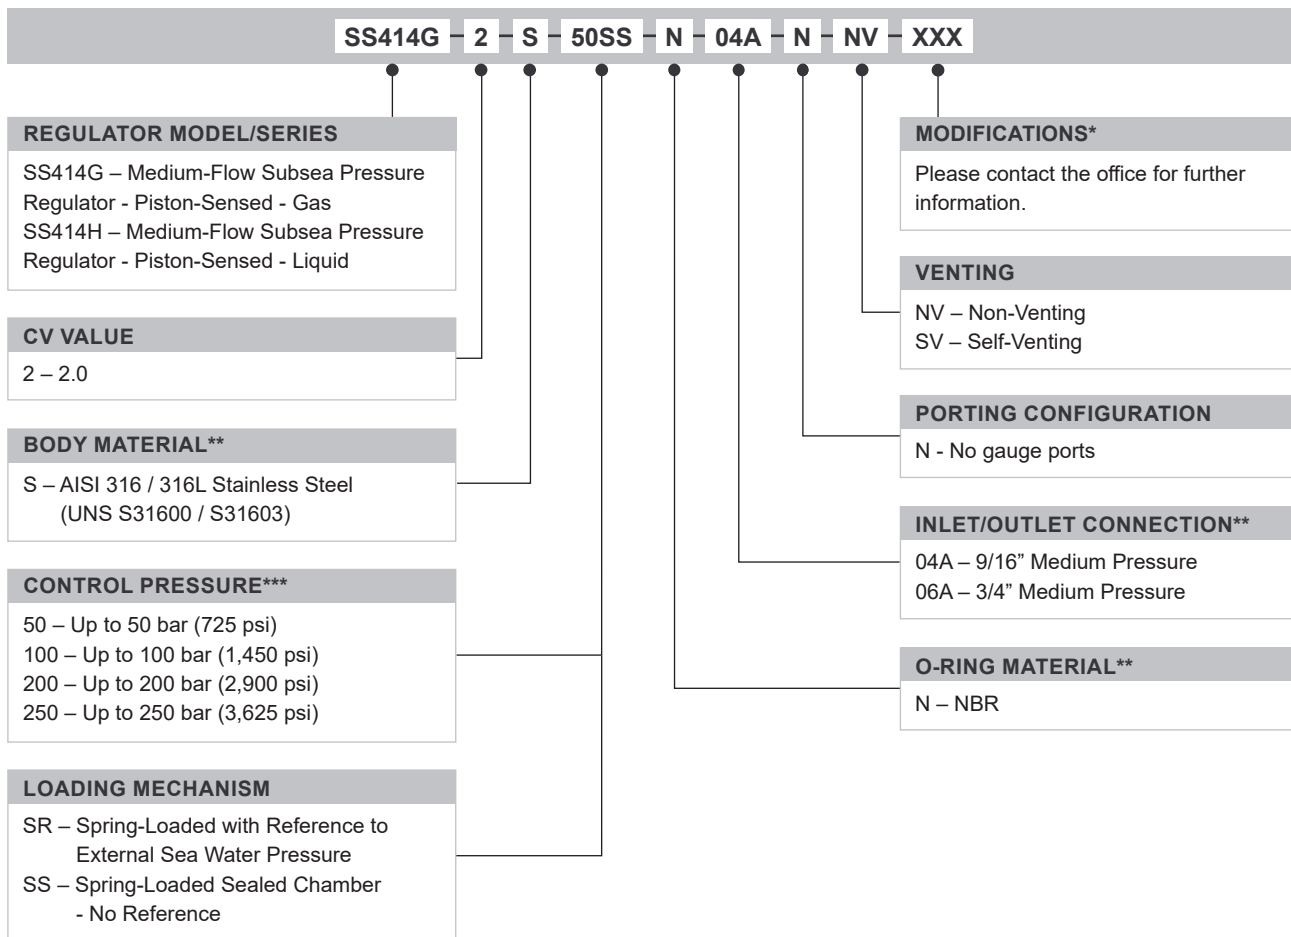 SS414G - 2 - S - 50SS - N - 04A - N - NV - XXX
REGULATOR MODEL/SERIES
SS414G – Medium-Flow Subsea Pressure
Regulator - Piston-Sensed - Gas
SS414H – Medium-Flow Subsea Pressure
Regulator - Piston-Sensed - Liquid
CV VALUE
2 – 2.0
BODY MATERIAL**
S – AISI 316 / 316L Stainless Steel
(UNS S31600 / S31603)
CONTROL PRESSURE***
50 – Up to 50 bar (725 psi)
100 – Up to 100 bar (1,450 psi)
200 – Up to 200 bar (2,900 psi)
250 – Up to 250 bar (3,625 psi)
LOADING MECHANISM
SR – Spring-Loaded with Reference to
External Sea Water Pressure
SS – Spring-Loaded Sealed Chamber
- No Reference
MODIFICATIONS*
Please contact the office for further
information.
VENTING
NV – Non-Venting
SV – Self-Venting
PORTING CONFIGURATION
N - No gauge ports
INLET/OUTLET CONNECTION**
04A – 9/16” Medium Pressure
06A – 3/4” Medium Pressure
O-RING MATERIAL**
N – NBR